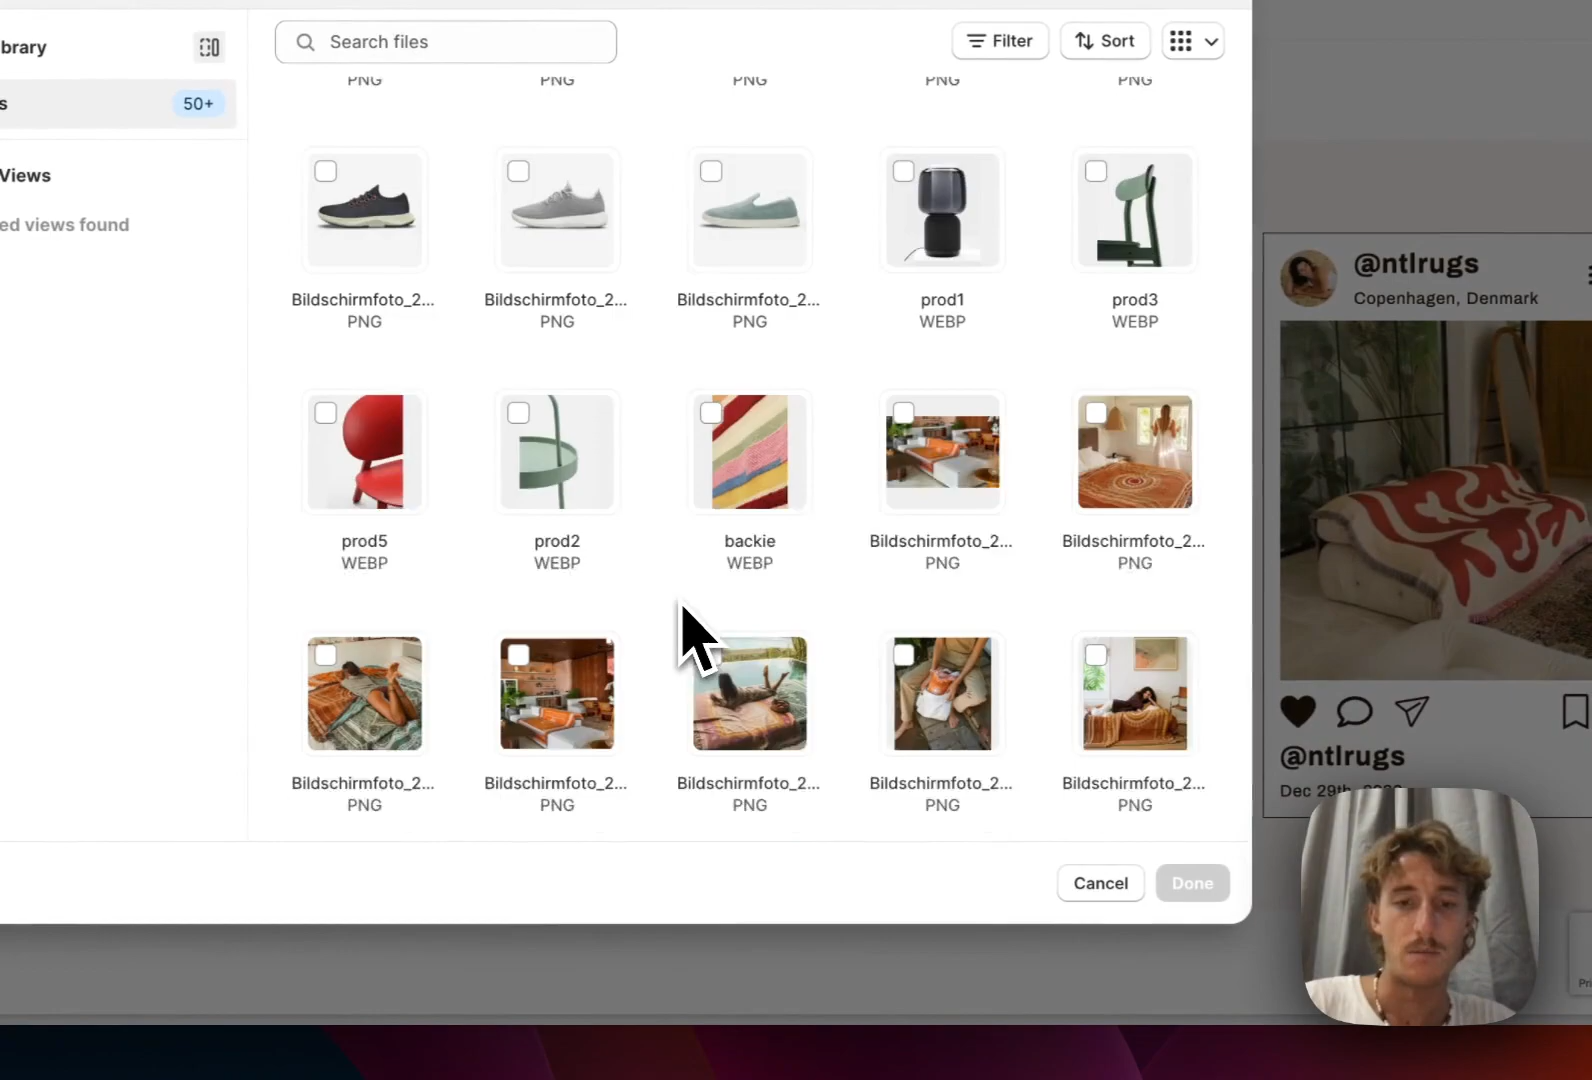 brary
Search files
Filter
Sort
PNG
PNG
PNG
PNG
PNG
s
50+
Views
ed views found
Bildschirmfoto_2...
PNG
Bildschirmfoto_2...
PNG
Bildschirmfoto_2...
PNG
prod1
WEBP
prod3
WEBP
prod5
WEBP
prod2
WEBP
backie
WEBP
Bildschirmfoto_2...
PNG
Bildschirmfoto_2...
PNG
Bildschirmfoto_2...
PNG
Bildschirmfoto_2...
PNG
Bildschirmfoto_2...
PNG
Bildschirmfoto_2...
PNG
Bildschirmfoto_2...
PNG
Cancel
Done
@ntlrugs
Copenhagen, Denmark
@ntlrugs
Dec 29th,